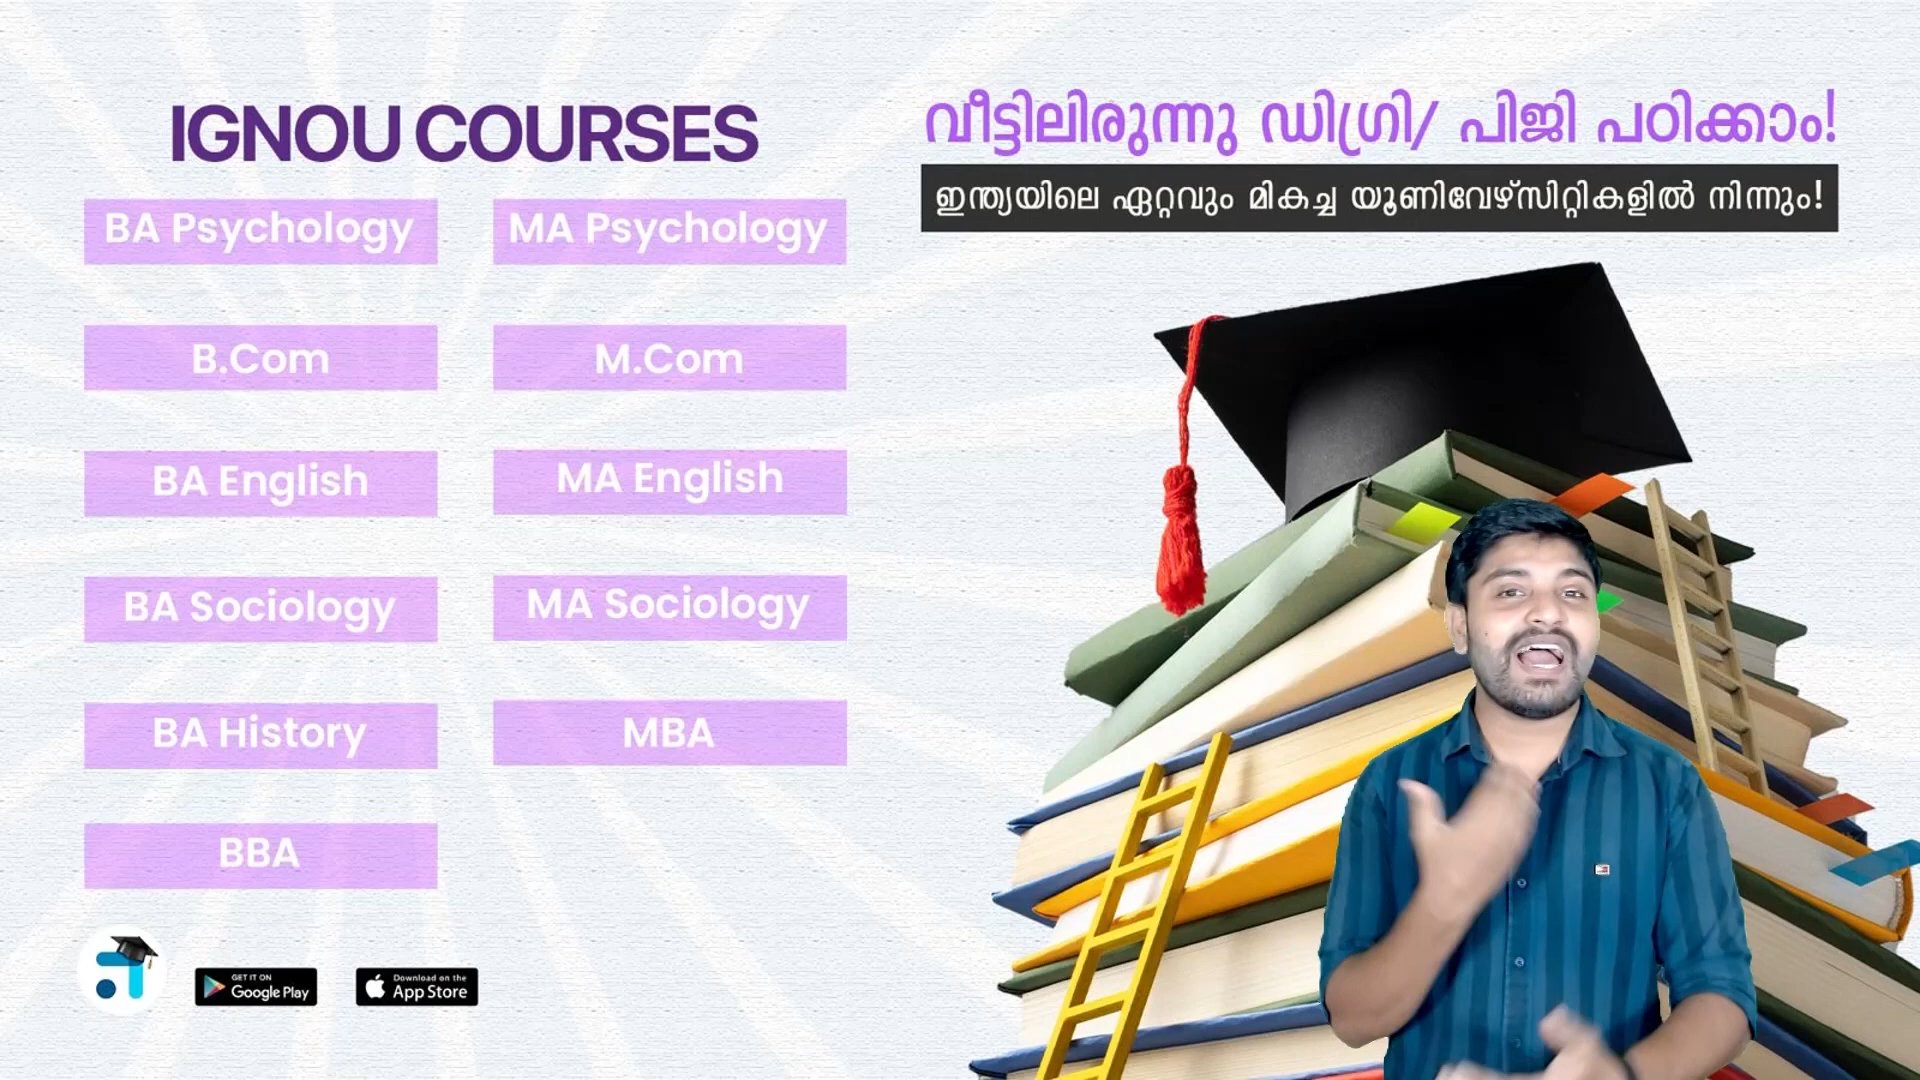 IGNOU COURSES
BA Psychology
MA Psychology
B.Com
M.Com
BA English
MA English
BA Sociology
MA Sociology
BA History
MBA
BBA
GET IT ON
Google Play
Download on the
App Store
വീട്ടിലിരുന്നു ഡിഗ്രി/ പിജി പഠിക്കാം!
ഇന്ത്യയിലെ ഏറ്റവും മികച്ച യൂണിവേഴ്സിറ്റികളിൽ നിന്നും!